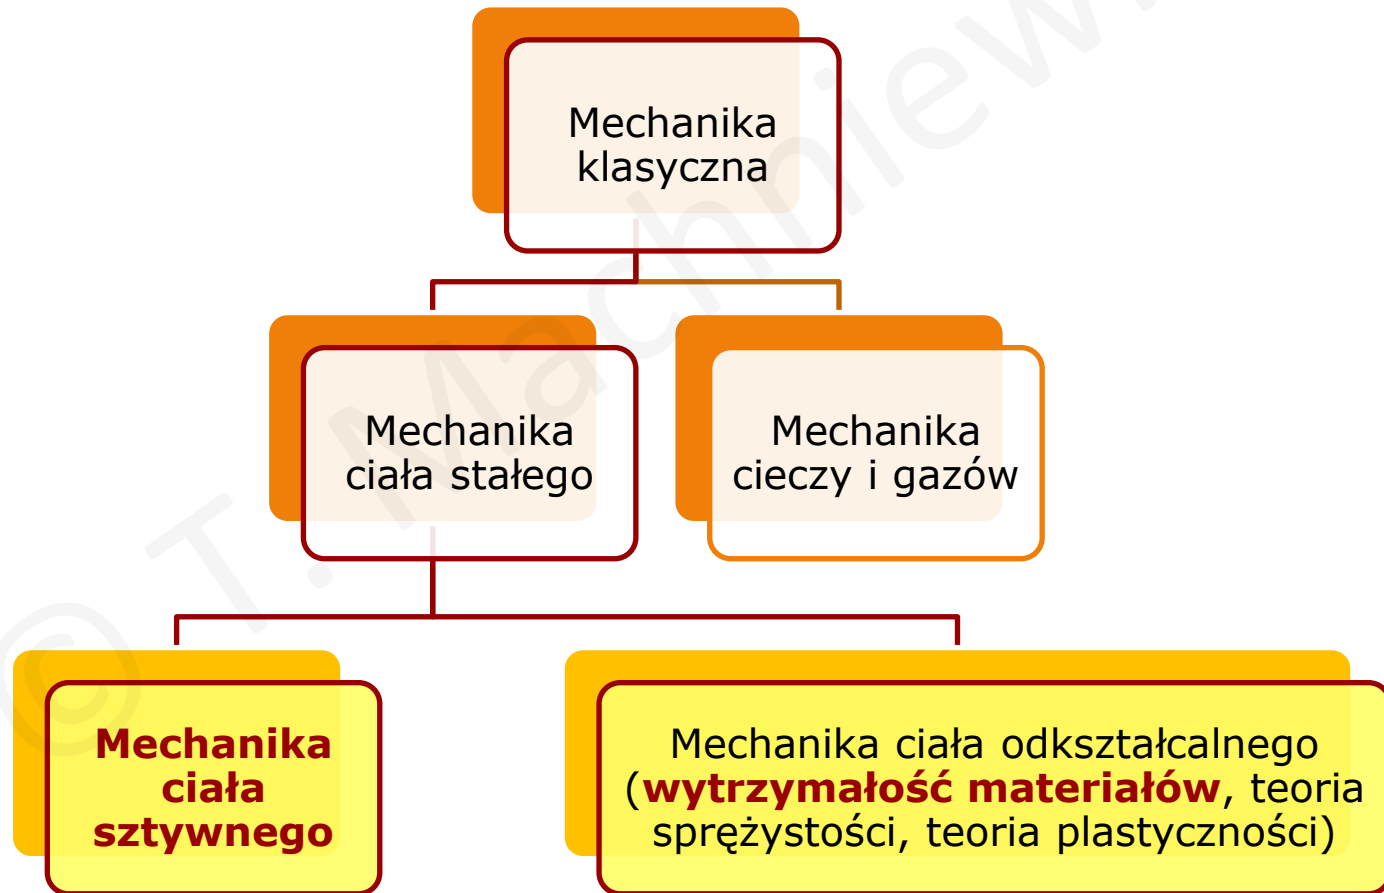 Mechanika
klasyczna
Mechanika
ciała stałego
Mechanika
cieczy i gazów
Mechanika
ciała
sztywnego
Mechanika ciała odkształcalnego
(wytrzymałość materiałów, teoria
sprężystości, teoria plastyczności)
© T. Machniew